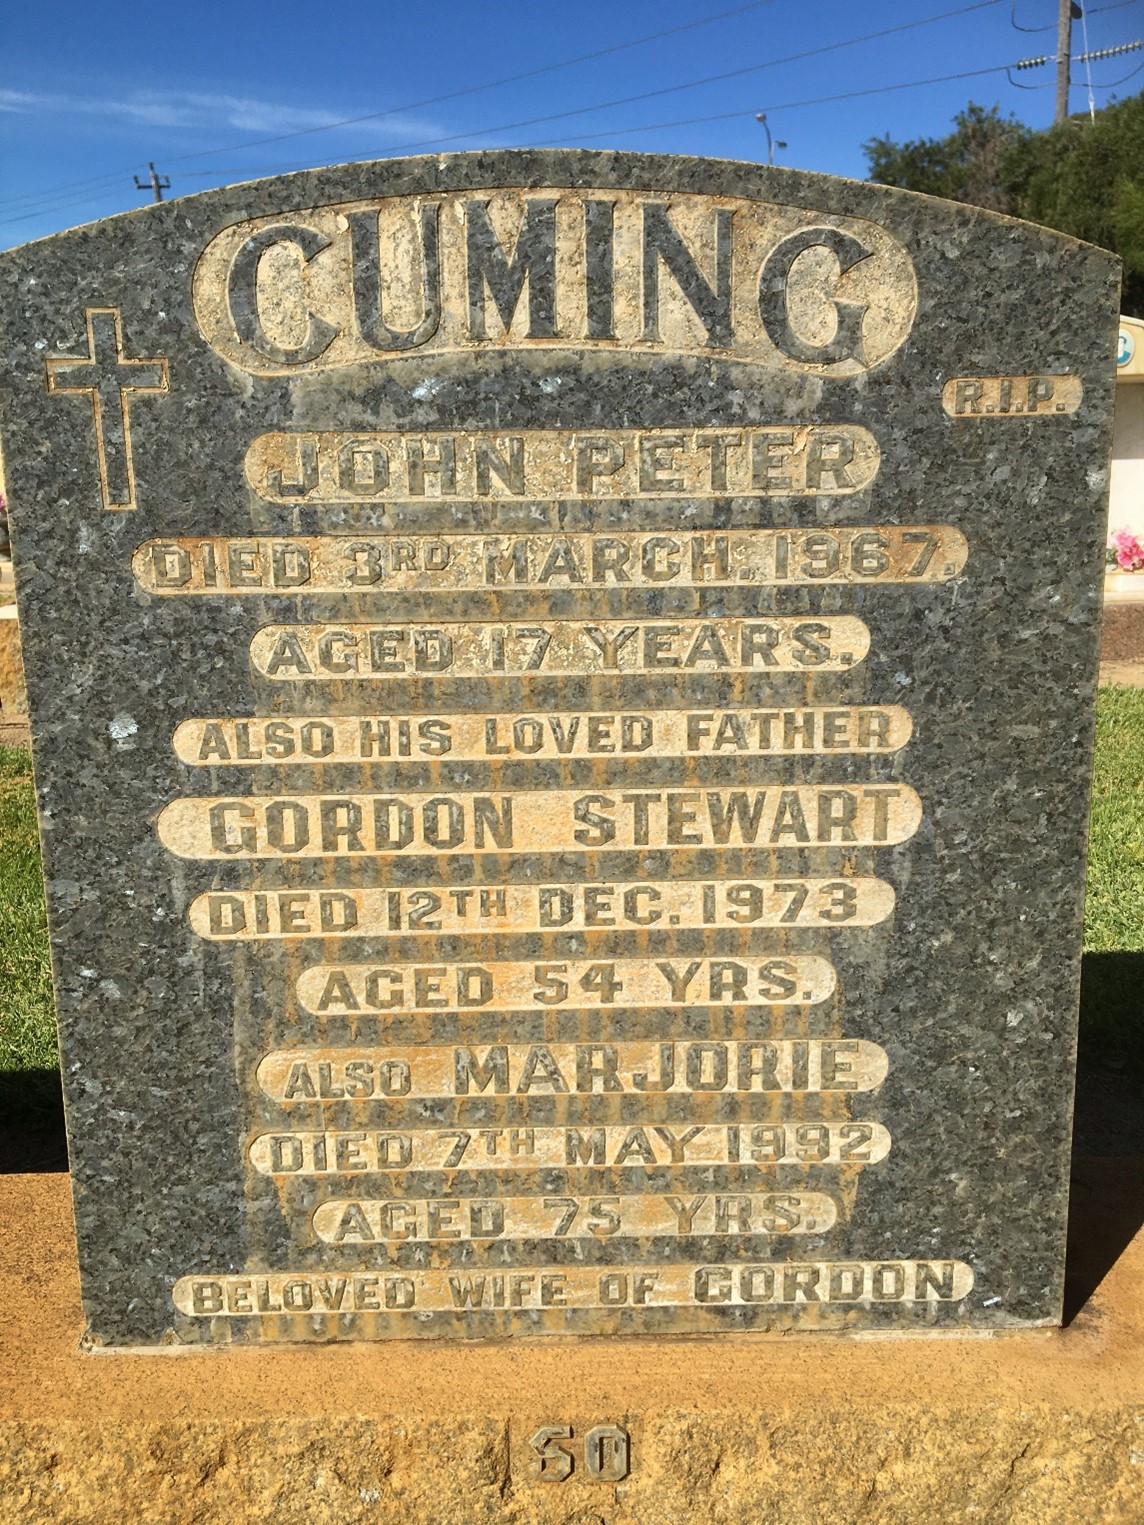 CUMING
R.I.P.
JOHN PETER
DIED 3RD MARCH. 1967.
AGED 17 YEARS.
ALSO HIS LOVED FATHER
GORDON STEWART
DIED 12TH DEC. 1973
AGED 54 YRS.
ALSO MARJORIE
DIED 7TH MAY 1992
AGED 75 YRS.
BELOVED WIFE OF GORDON
SO